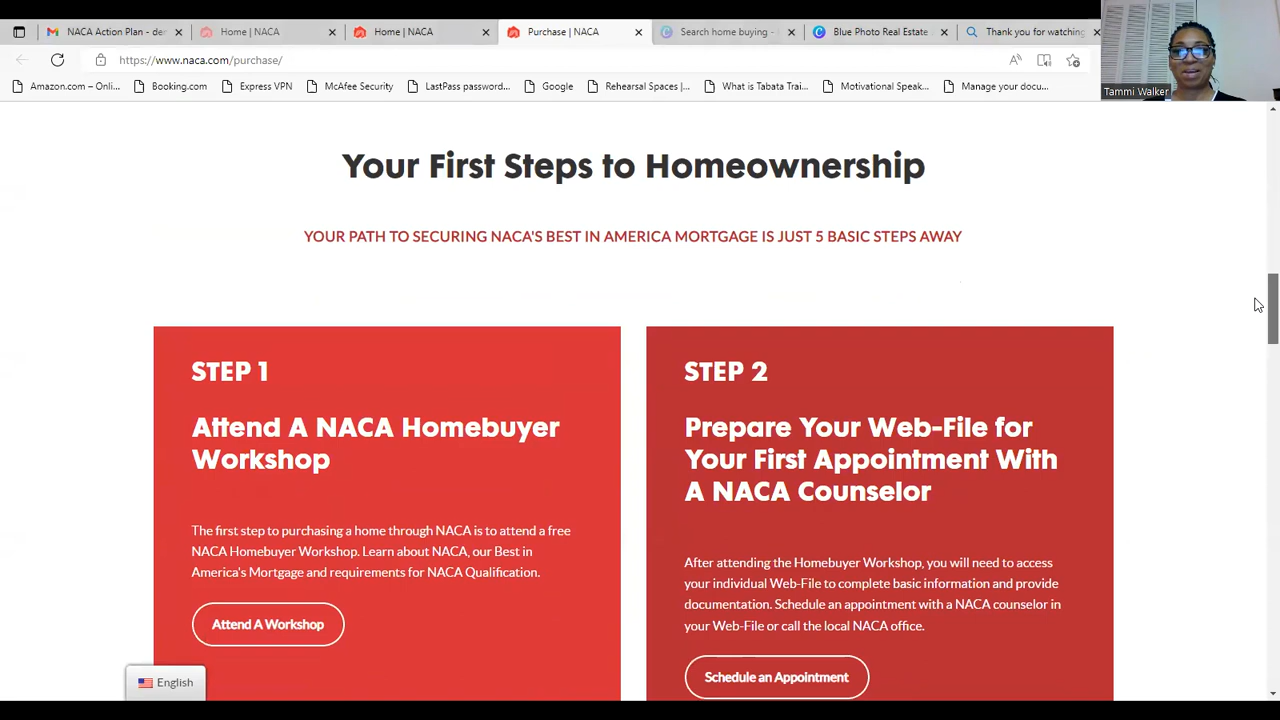 NACA Action Plan - de
Home | NACA
Home | NACA
Purchase | NACA
Search home buying -
Blue Photo Real Estate
Thank you for watching
https://www.naca.com/purchase/
Amazon.com – Onli...
Booking.com
Express VPN
McAfee Security
LastPass password...
Google
Rehearsal Spaces |...
What is Tabata Trai...
Motivational Speak...
Manage your docu...
Tammi Walker
Your First Steps to Homeownership
YOUR PATH TO SECURING NACA'S BEST IN AMERICA MORTGAGE IS JUST 5 BASIC STEPS AWAY
STEP 1
Attend A NACA Homebuyer
Workshop
The first step to purchasing a home through NACA is to attend a free
NACA Homebuyer Workshop. Learn about NACA, our Best in
America's Mortgage and requirements for NACA Qualification.
Attend A Workshop
STEP 2
Prepare Your Web-File for
Your First Appointment With
A NACA Counselor
After attending the Homebuyer Workshop, you will need to access
your individual Web-File to complete basic information and provide
documentation. Schedule an appointment with a NACA counselor in
your Web-File or call the local NACA office.
Schedule an Appointment
English